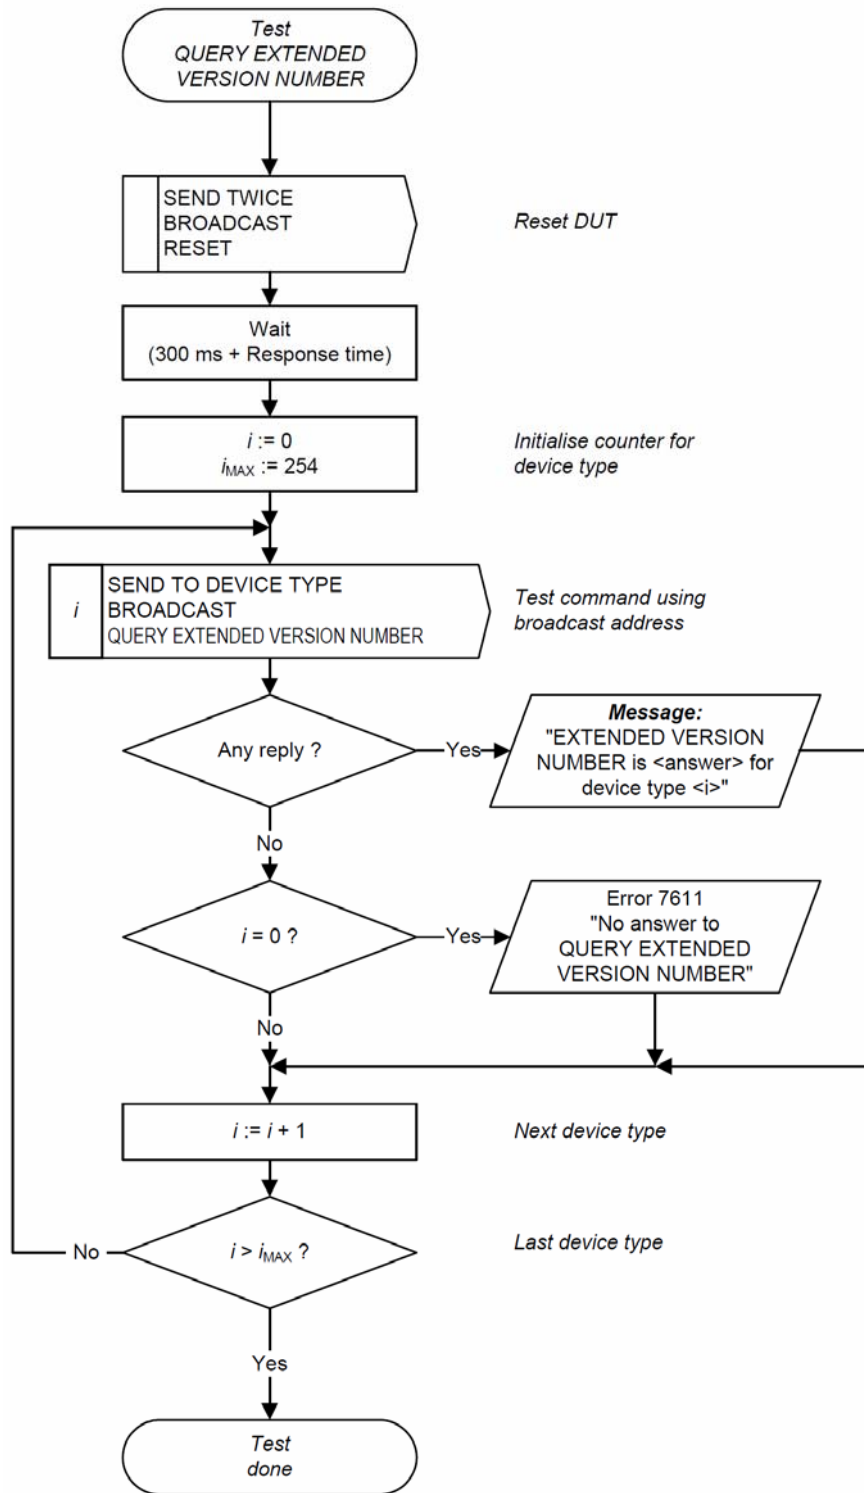 Test
QUERY EXTENDED
VERSION NUMBER
SEND TWICE
BROADCAST
RESET
Reset DUT
Wait
(300 ms + Response time)
i := 0
iMAX := 254
Initialise counter for
device type
i
SEND TO DEVICE TYPE
BROADCAST
QUERY EXTENDED VERSION NUMBER
Test command using
broadcast address
Any reply ?
Yes
Message:
"EXTENDED VERSION
NUMBER is <answer> for
device type <i>"
No
i = 0 ?
Yes
Error 7611
"No answer to
QUERY EXTENDED
VERSION NUMBER"
No
i := i + 1
Next device type
No
i > iMAX ?
Last device type
Yes
Test
done